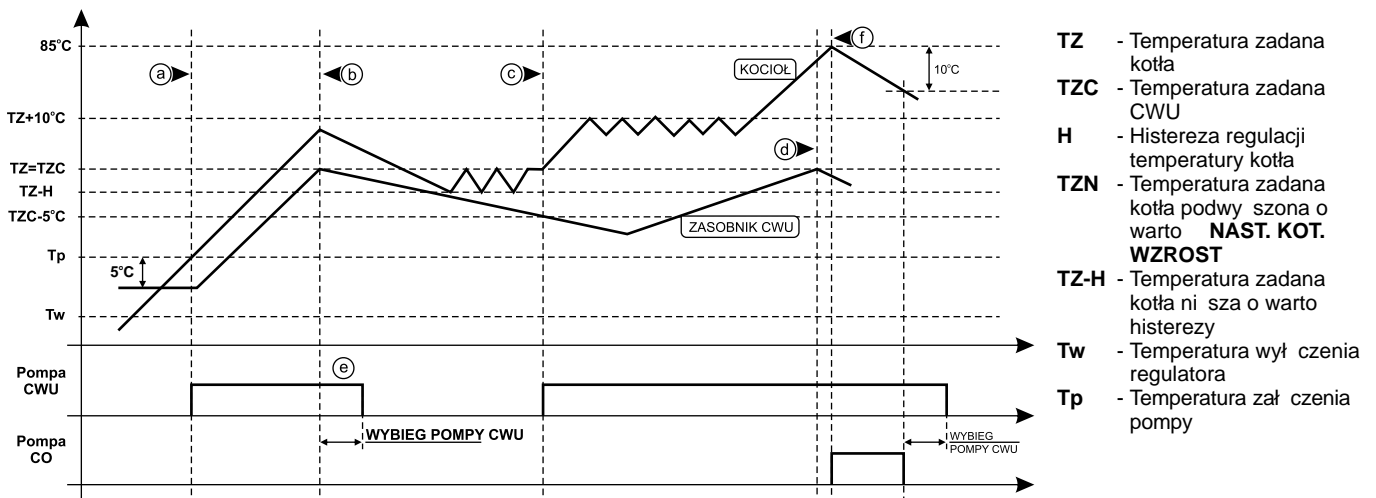 85°C
a
b
c
f
KOCIOŁ
10°C
TZ+10°C
d
TZ=TZC
TZ-H
TZC-5°C
ZASOBNIK CWU
Tp
5°C
Tw
Pompa
CWU
e
WYBIEG POMPY CWU
WYBIEG
POMPY CWU
Pompa
CO
TZ - Temperatura zadana
kotła
TZC - Temperatura zadana
CWU
H - Histereza regulacji
temperatury kotła
TZN - Temperatura zadana
kotła podwy szona o
warto NAST. KOT.
WZROST
TZ-H - Temperatura zadana
kotła ni sza o warto
histerezy
Tw - Temperatura wył czenia
regulatora
Tp - Temperatura zał czenia
pompy